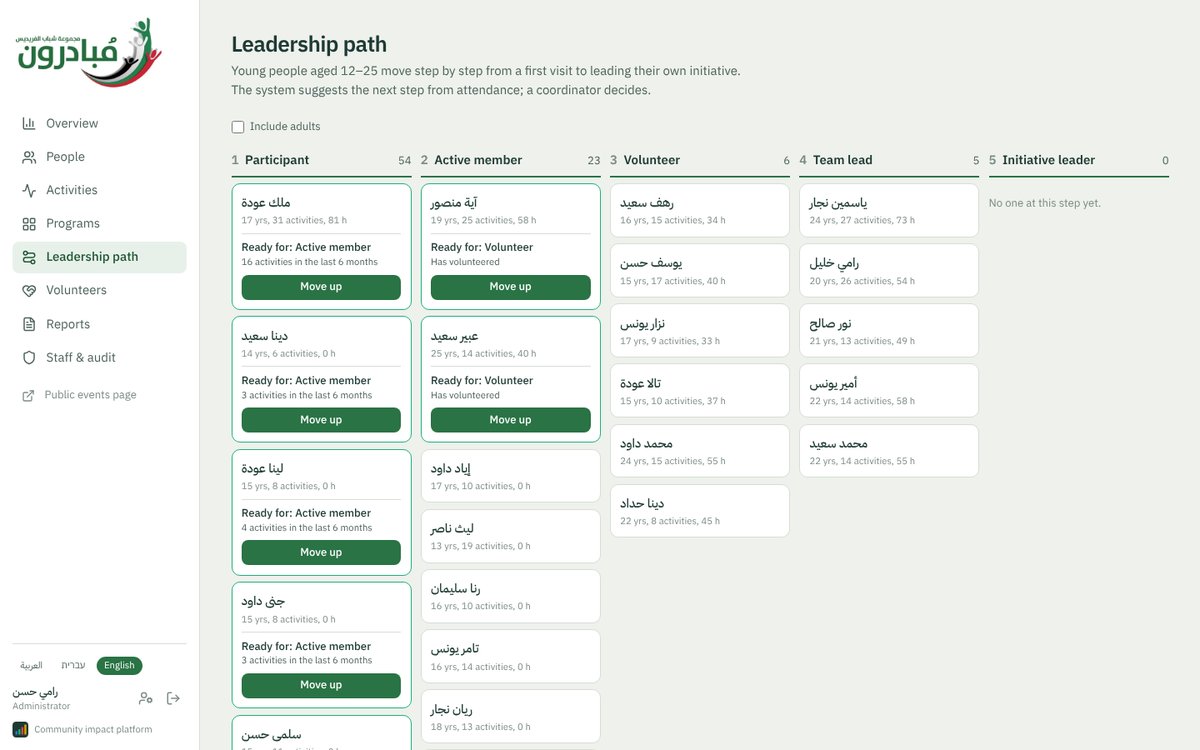 مجموعة شباب الفريديس
مُبادرون
Overview
People
Activities
Programs
Leadership path
Volunteers
Reports
Staff & audit
Public events page
العربية
עברית
English
رامي حسن
Administrator
Community impact platform
Leadership path
Young people aged 12–25 move step by step from a first visit to leading their own initiative.
The system suggests the next step from attendance; a coordinator decides.
Include adults
1 Participant 54
ملك عودة
17 yrs, 31 activities, 81 h
Ready for: Active member
16 activities in the last 6 months
Move up
دينا سعيد
14 yrs, 6 activities, 0 h
Ready for: Active member
3 activities in the last 6 months
Move up
لينا عودة
15 yrs, 8 activities, 0 h
Ready for: Active member
4 activities in the last 6 months
Move up
جنى داود
15 yrs, 8 activities, 0 h
Ready for: Active member
3 activities in the last 6 months
Move up
سلمى حسن
2 Active member 23
آية منصور
19 yrs, 25 activities, 58 h
Ready for: Volunteer
Has volunteered
Move up
عبير سعيد
25 yrs, 14 activities, 40 h
Ready for: Volunteer
Has volunteered
Move up
إياد داود
17 yrs, 10 activities, 0 h
ليث ناصر
13 yrs, 19 activities, 0 h
رنا سليمان
16 yrs, 10 activities, 0 h
تامر يونس
16 yrs, 14 activities, 0 h
ريان نجار
18 yrs, 13 activities, 0 h
3 Volunteer 6
رهف سعيد
16 yrs, 15 activities, 34 h
يوسف حسن
15 yrs, 17 activities, 40 h
نزار يونس
17 yrs, 9 activities, 33 h
تالا عودة
15 yrs, 10 activities, 37 h
محمد داود
24 yrs, 15 activities, 55 h
دينا حداد
22 yrs, 8 activities, 45 h
4 Team lead 5
ياسمين نجار
24 yrs, 27 activities, 73 h
رامي خليل
20 yrs, 26 activities, 54 h
نور صالح
21 yrs, 13 activities, 49 h
أمير يونس
22 yrs, 14 activities, 58 h
محمد سعيد
22 yrs, 14 activities, 55 h
5 Initiative leader 0
No one at this step yet.